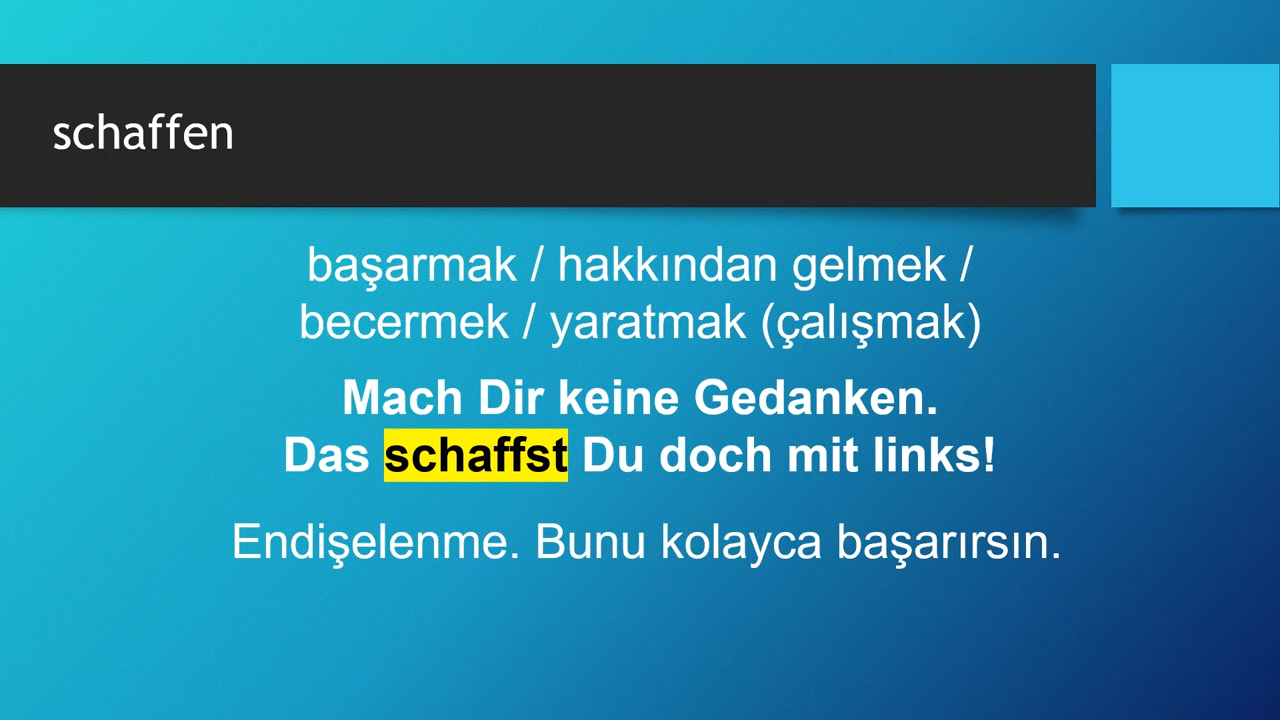 schaffen
başarmak / hakkından gelmek /
becermek / yaratmak (çalışmak)
Mach Dir keine Gedanken.
Das schaffst Du doch mit links!
Endişelenme. Bunu kolayca başarırsın.